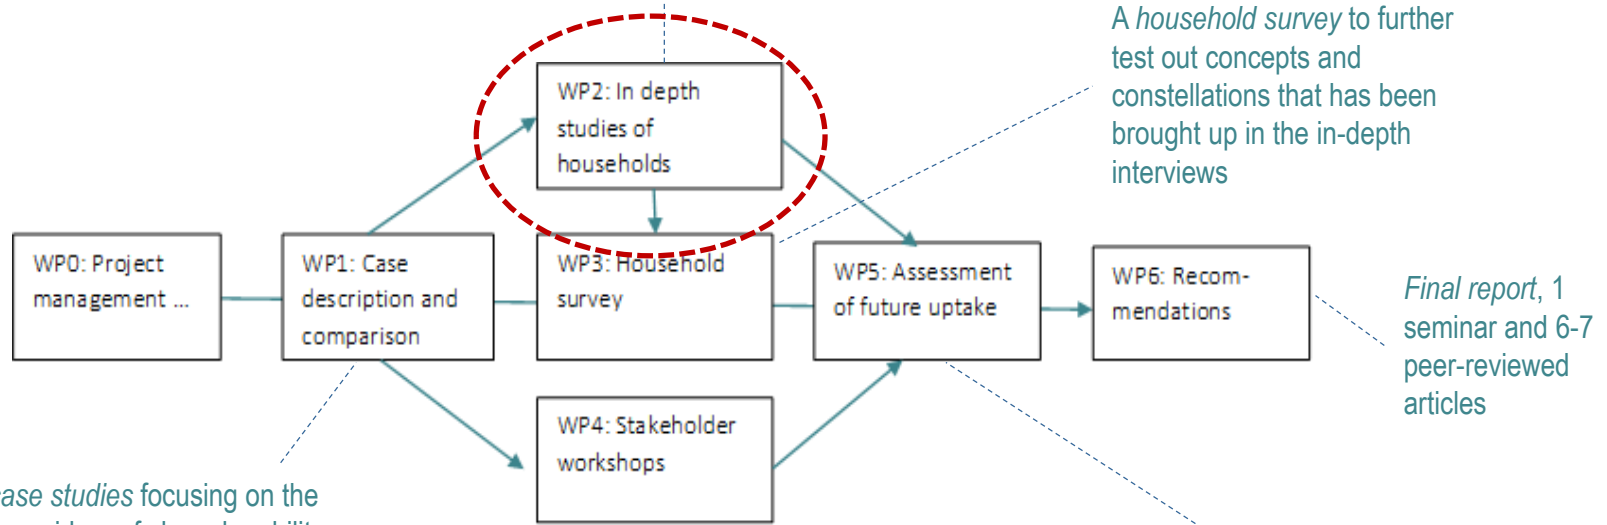 A household survey to further
test out concepts and
constellations that has been
brought up in the in-depth
interviews
WP2: In depth
studies of
households
WP0: Project
management ...
WP1: Case
description and
comparison
WP3: Household
survey
WP5: Assessment
of future uptake
WP6: Recom-
mendations
Final report, 1
seminar and 6-7
peer-reviewed
articles
WP4: Stakeholder
workshops
case studies focusing on the